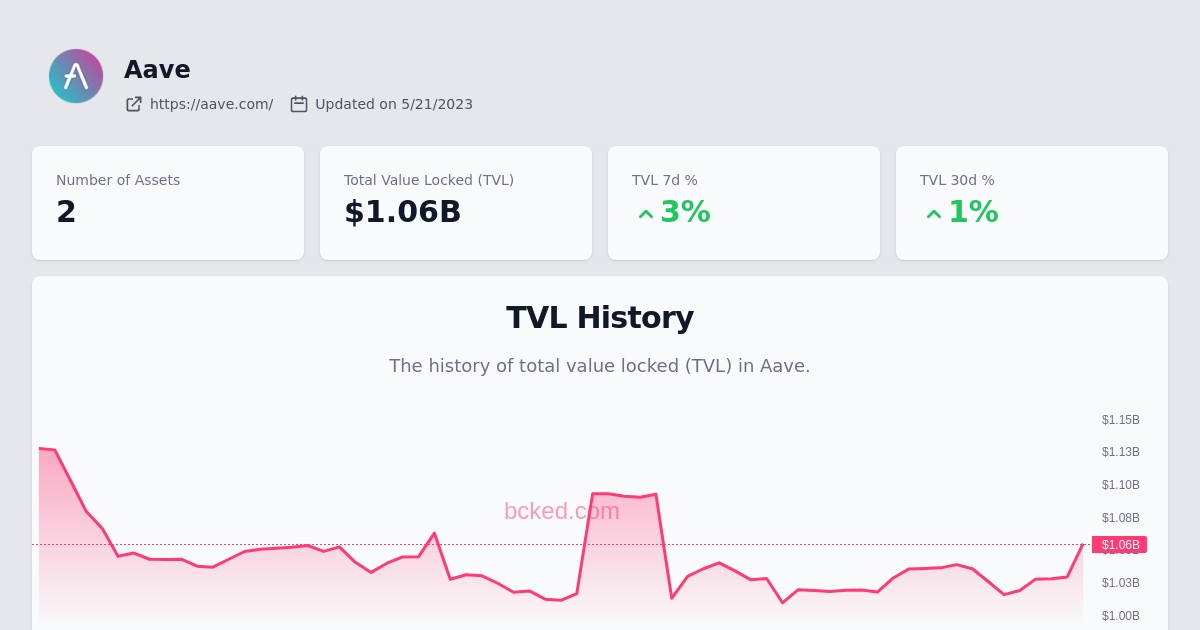 Aave
https://aave.com/ Updated on 5/21/2023
Number of Assets
2
Total Value Locked (TVL)
$1.06B
TVL 7d %
3%
TVL 30d %
1%
TVL History
The history of total value locked (TVL) in Aave.
bcked.com
$1.15B
$1.13B
$1.10B
$1.08B
$1.06B
$1.03B
$1.00B